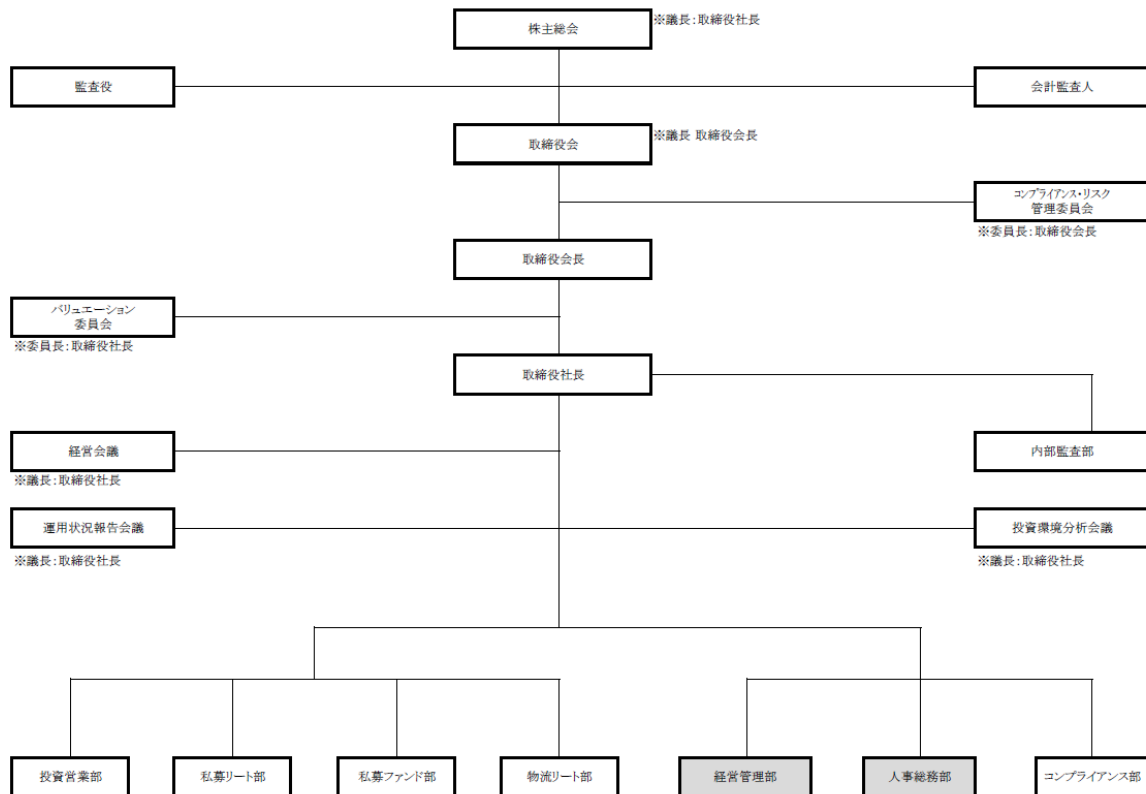 株主総会
※議長：取締役社長
監査役
会計監査人
取締役会
※議長 取締役会長
コンプライアンス・リスク
管理委員会
※委員長：取締役会長
取締役会長
バリュエーション
委員会
※委員長：取締役社長
取締役社長
経営会議
※議長：取締役社長
内部監査部
運用状況報告会議
※議長：取締役社長
投資環境分析会議
※議長：取締役社長
投資営業部
私募リート部
私募ファンド部
物流リート部
経営管理部
人事総務部
コンプライアンス部